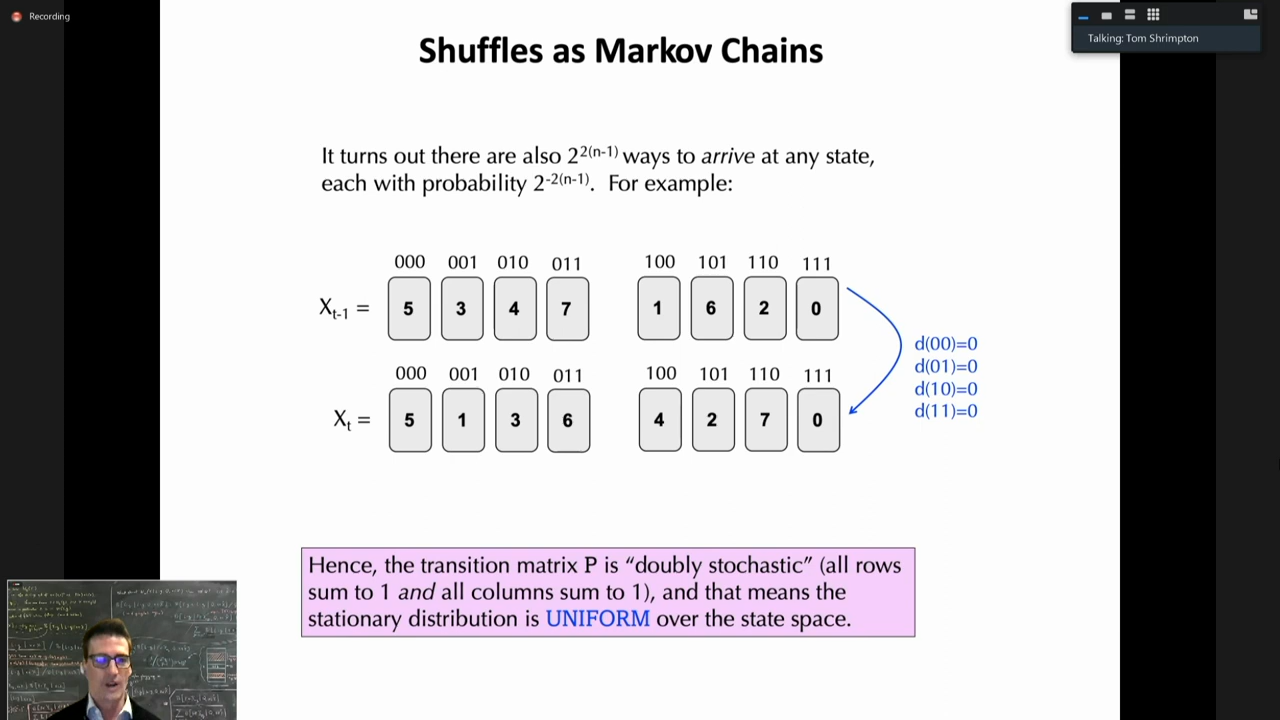 Recording
Talking: Tom Shrimpton
Shuffles as Markov Chains
It turns out there are also 2^2(n-1) ways to arrive at any state,
each with probability 2^-2(n-1). For example:
000 001 010 011 100 101 110 111
X_t-1 = 5 3 4 7 1 6 2 0
d(00)=0
d(01)=0
d(10)=0
d(11)=0
000 001 010 011 100 101 110 111
X_t = 5 1 3 6 4 2 7 0
Hence, the transition matrix P is “doubly stochastic” (all rows
sum to 1 and all columns sum to 1), and that means the
stationary distribution is UNIFORM over the state space.